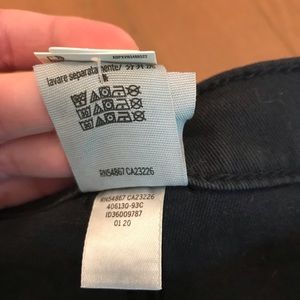 lavare separatamente/
RN54867 CA23226
RN54867 CA23226
406130-93C
ID36009787
01 20